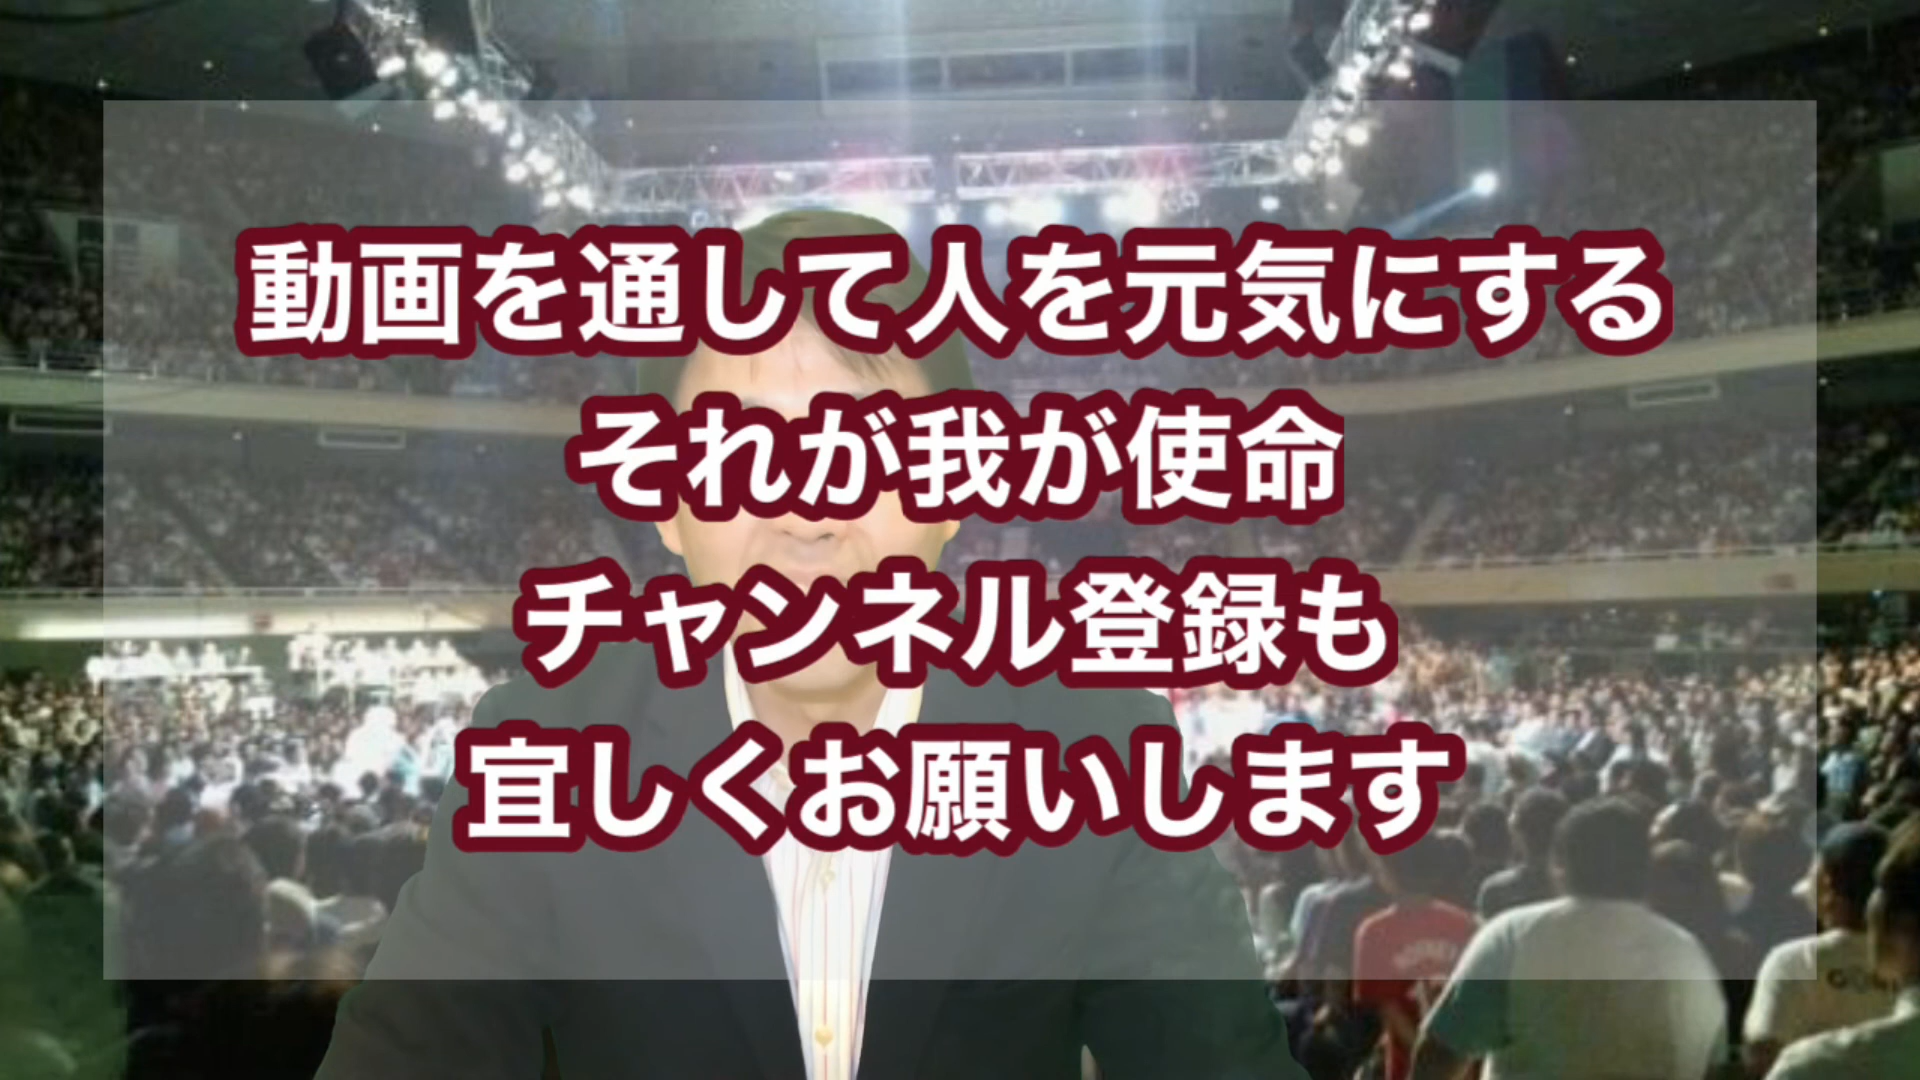 動画を通して人を元気にする
それが我が使命
チャンネル登録も
宜しくお願いします